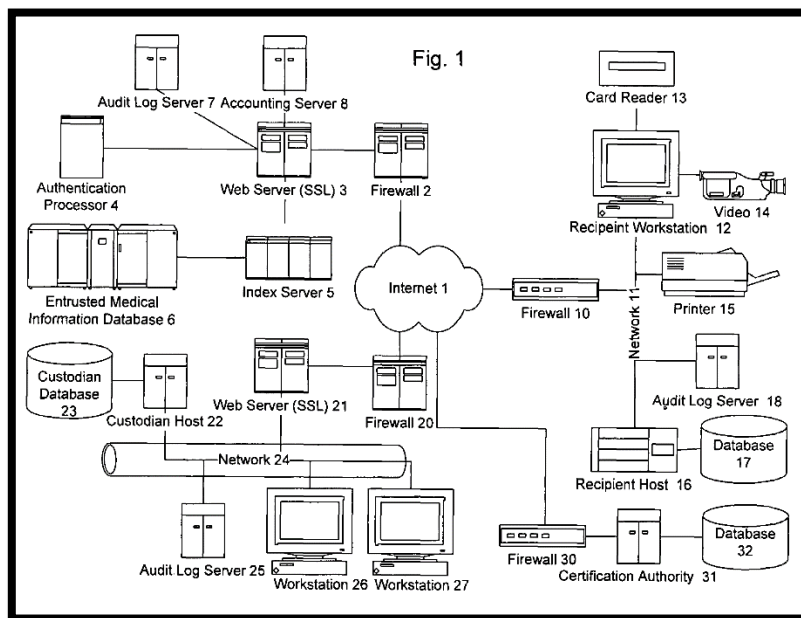 Fig. 1
Audit Log Server 7
Accounting Server 8
Card Reader 13
Authentication
Processor 4
Web Server (SSL) 3
Firewall 2
Video 14
Recipeint Workstation 12
Entrusted Medical
Information Database 6
Index Server 5
Internet 1
Firewall 10
Network 11
Printer 15
Custodian
Database
23
Custodian Host 22
Web Server (SSL) 21
Firewall 20
Audit Log Server 18
Network 24
Database
17
Recipient Host 16
Audit Log Server 25
Workstation 26
Workstation 27
Firewall 30
Certification Authority 31
Database
32